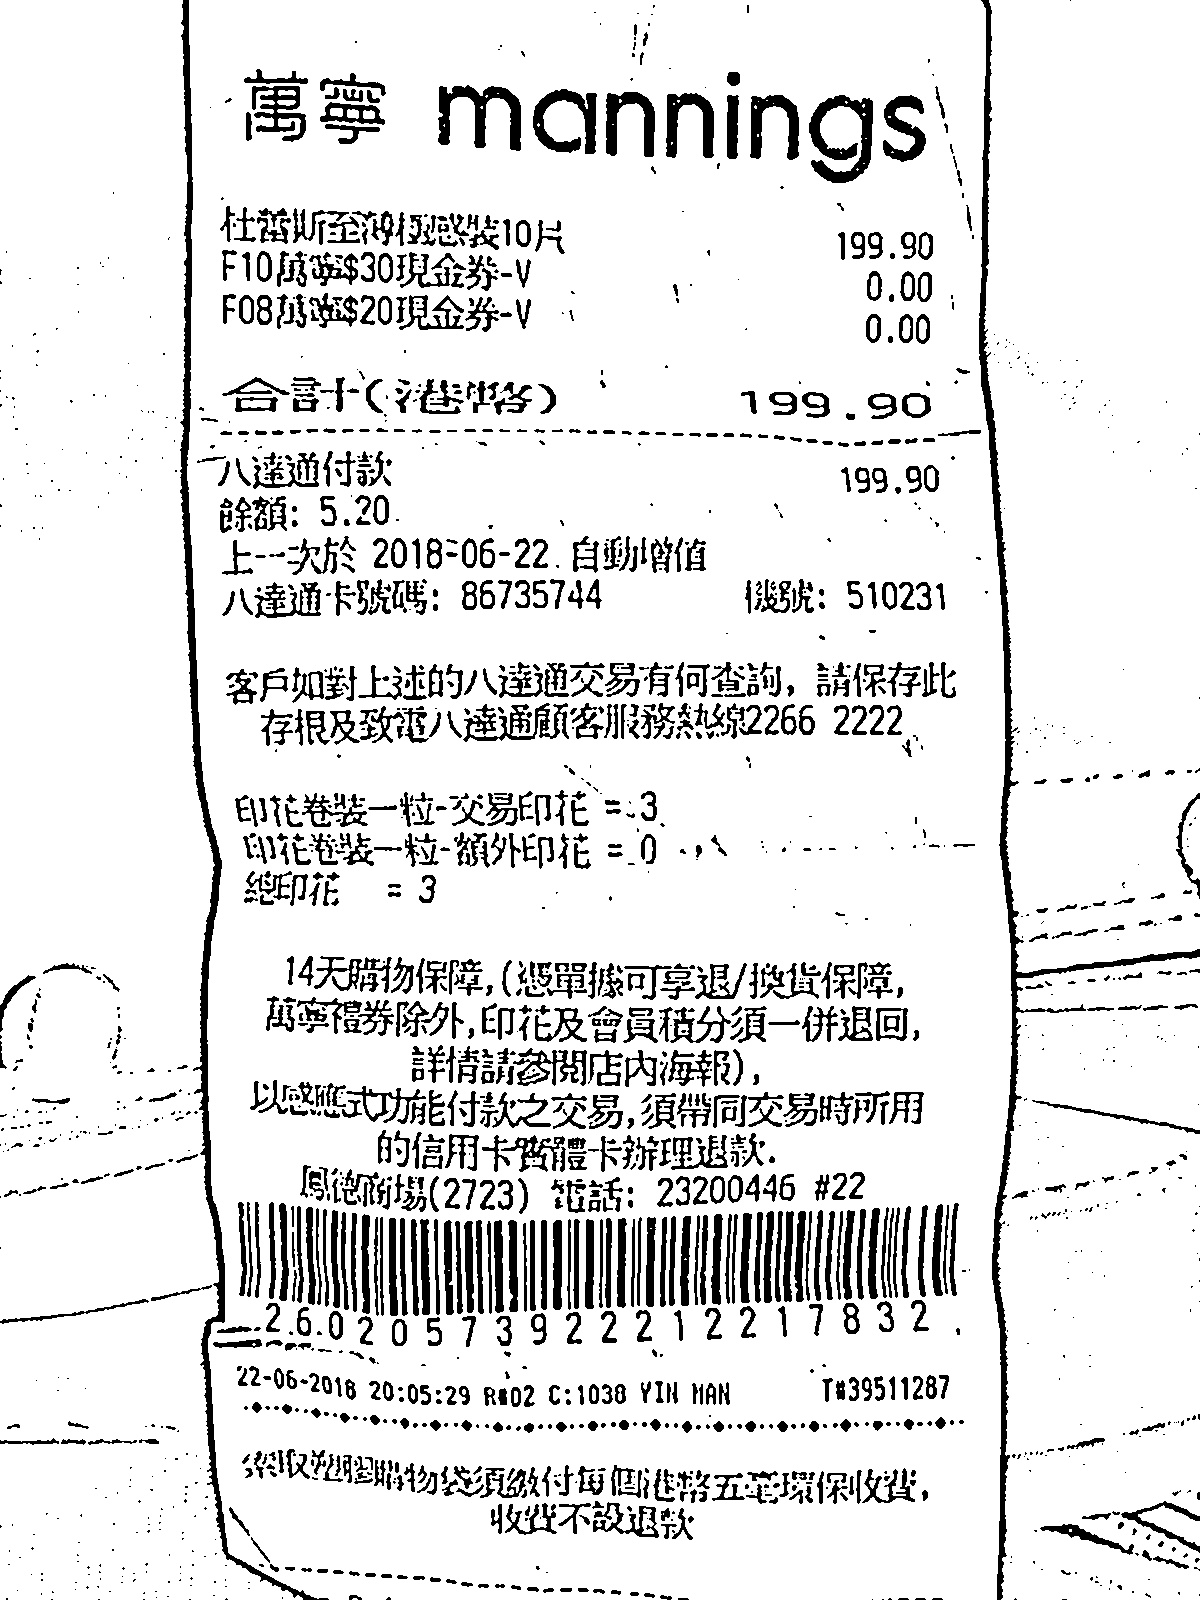 萬寧 mannings
杜蕾斯至薄極感裝10片 199.90
F10萬寧$30現金券-V 0.00
F08萬寧$20現金券-V 0.00
合計(港幣) 199.90
八達通付款 199.90
餘額: 5.20
上一次於 2018-06-22 自動增值
八達通卡號碼: 86735744 機號: 510231
客戶如對上述的八達通交易有何查詢, 請保存此
存根及致電八達通顧客服務熱線2266 2222
印花卷裝一粒-交易印花 = 3
印花卷裝一粒-額外印花 = 0
總印花 = 3
14天購物保障,(憑單據可享退/換貨保障,
萬寧禮券除外,印花及會員積分須一併退回,
詳情請參閱店內海報),
以感應式功能付款之交易,須帶同交易時所用
的信用卡實體卡辦理退款.
鳳德商場(2723) 電話: 23200446 #22
26020573922212217832
22-06-2018 20:05:29 R#02 C:1038 YIN MAN T#39511287
索取塑膠購物袋須繳付每個港幣五毫環保收費,
收費不設退款